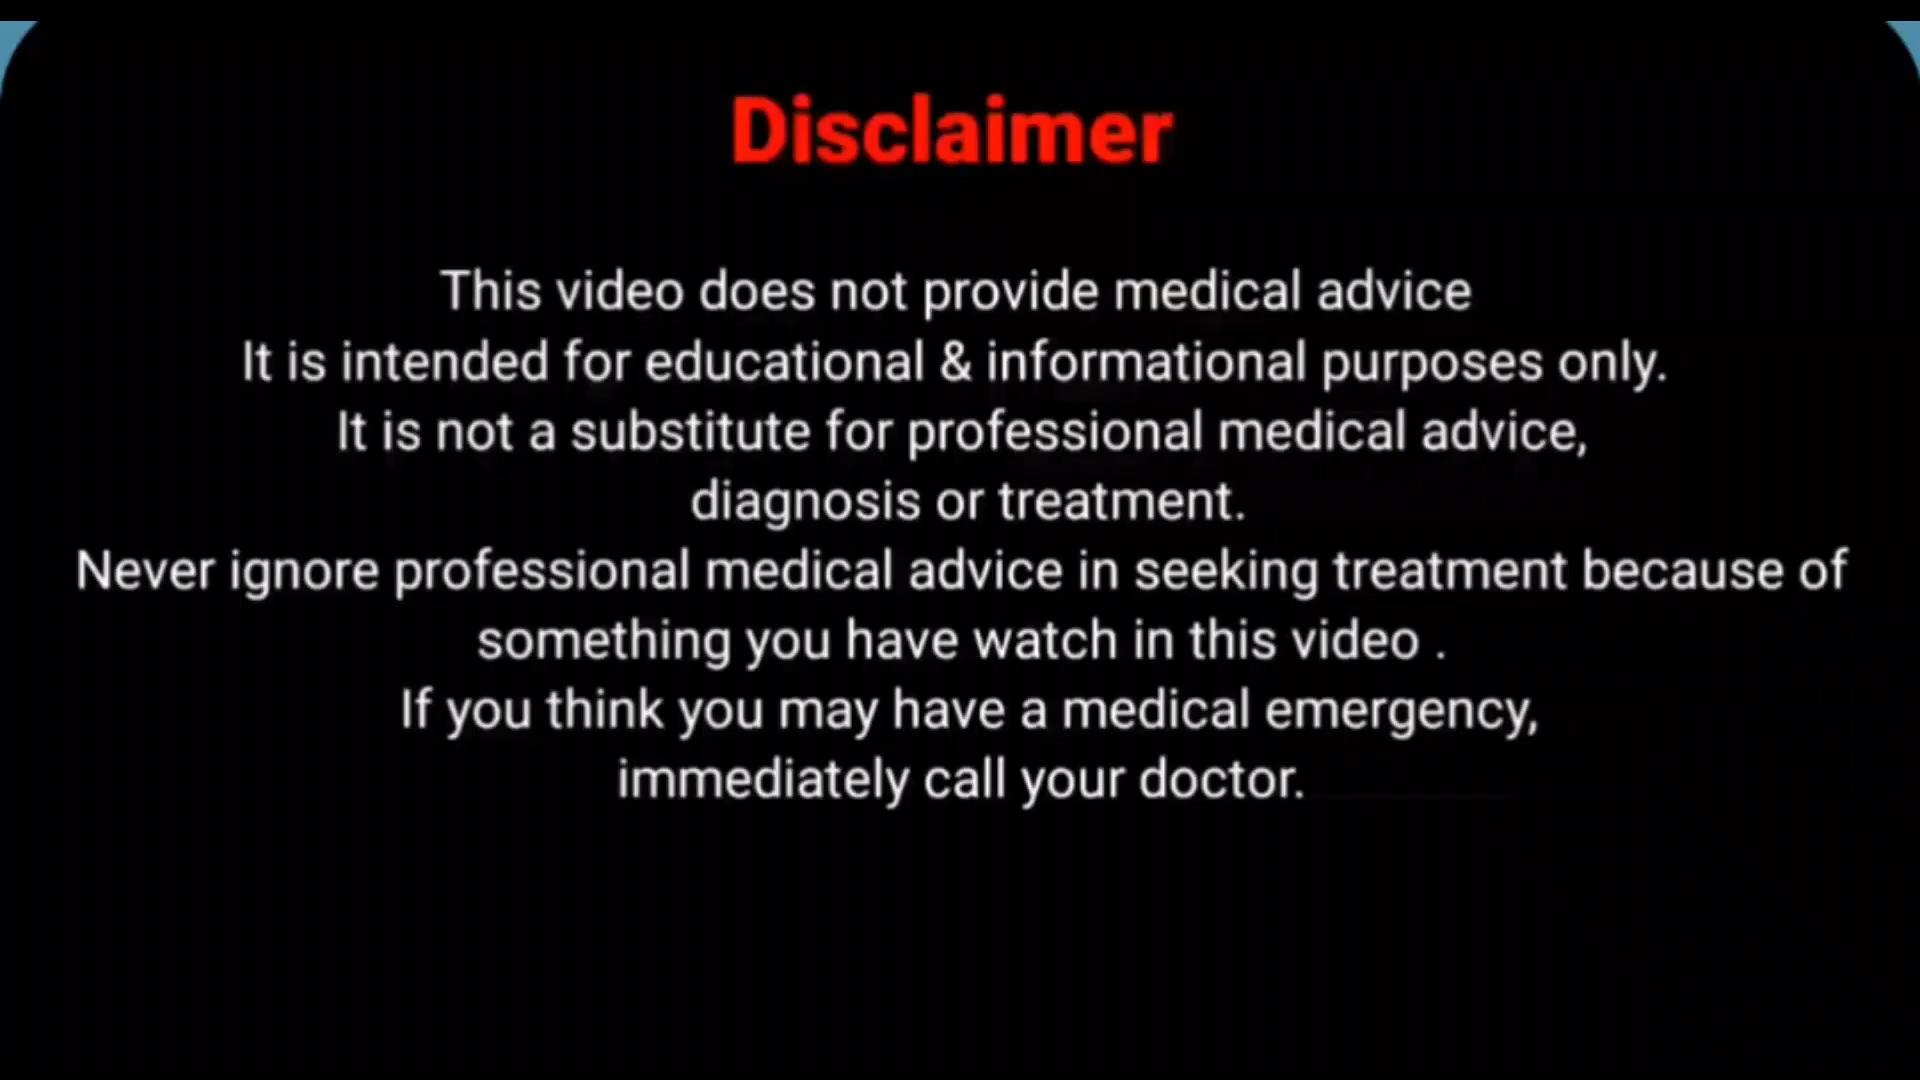 Disclaimer
This video does not provide medical advice
It is intended for educational & informational purposes only.
It is not a substitute for professional medical advice,
diagnosis or treatment.
Never ignore professional medical advice in seeking treatment because of
something you have watch in this video .
If you think you may have a medical emergency,
immediately call your doctor.